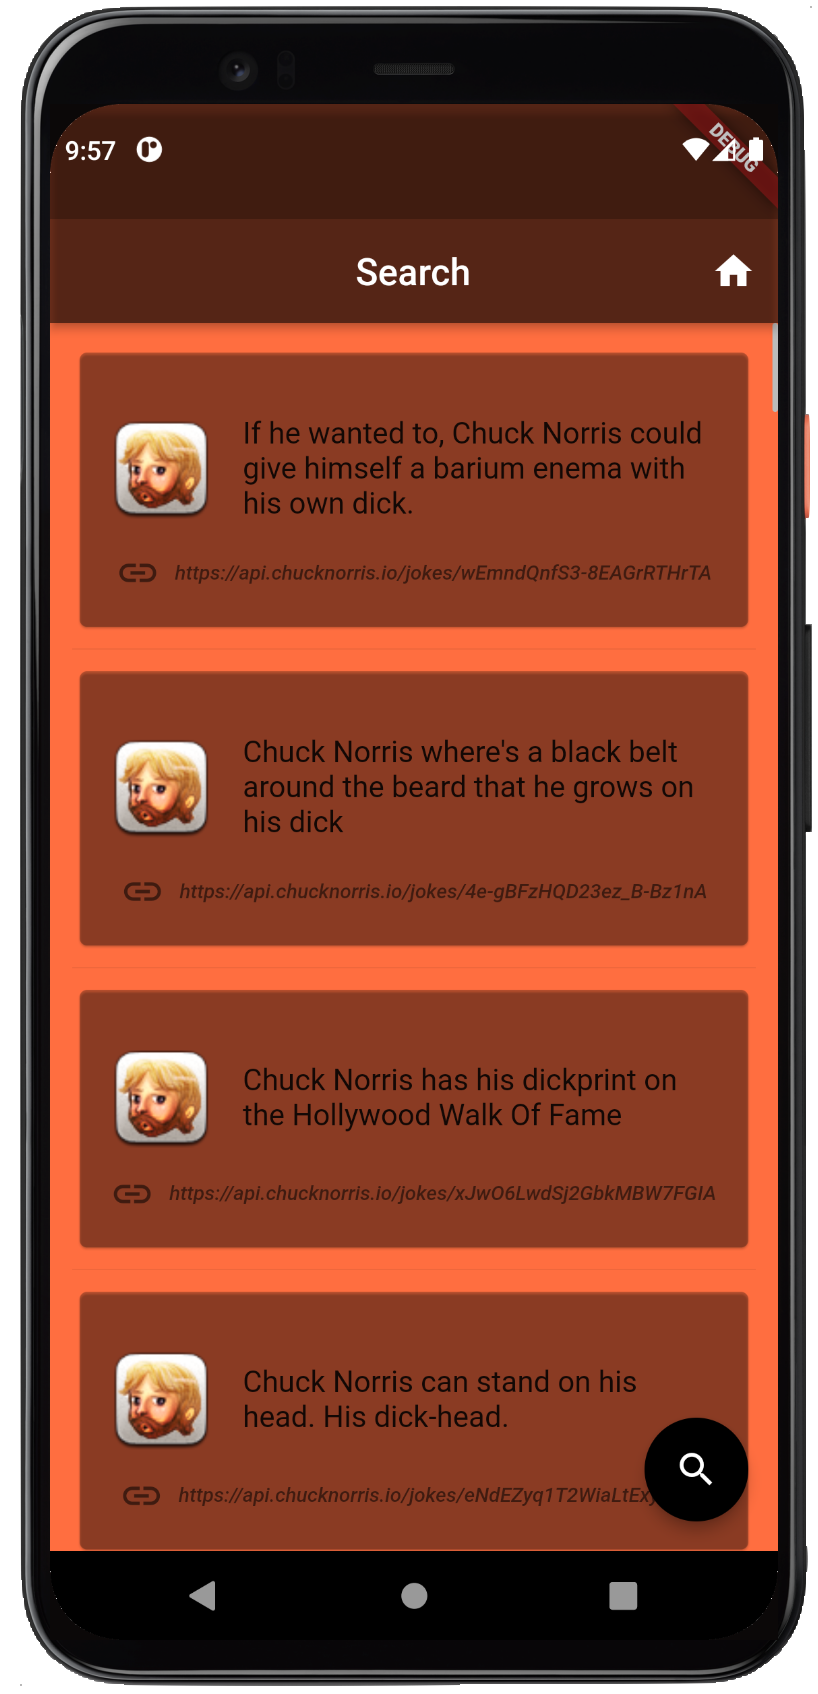 9:57
DEBUG
Search
If he wanted to, Chuck Norris could
give himself a barium enema with
his own dick.
https://api.chucknorris.io/jokes/wEmndQnfS3-8EAGrRTHrTA
Chuck Norris where's a black belt
around the beard that he grows on
his dick
https://api.chucknorris.io/jokes/4e-gBFzHQD23ez_B-Bz1nA
Chuck Norris has his dickprint on
the Hollywood Walk Of Fame
https://api.chucknorris.io/jokes/xJwO6LwdSj2GbkMBW7FGIA
Chuck Norris can stand on his
head. His dick-head.
https://api.chucknorris.io/jokes/eNdEZyq1T2WiaLtEx